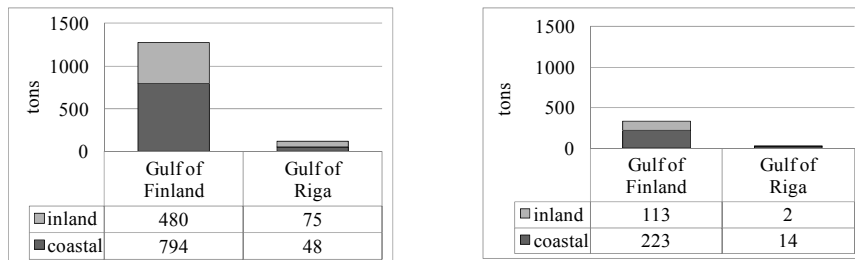 1500
1000
500
0
tons
Gulf of Gulf of
Finland Riga
inland 480 75
coastal 794 48
1500
1000
500
0
tons
Gulf of Gulf of
Finland Riga
inland 113 2
coastal 223 14